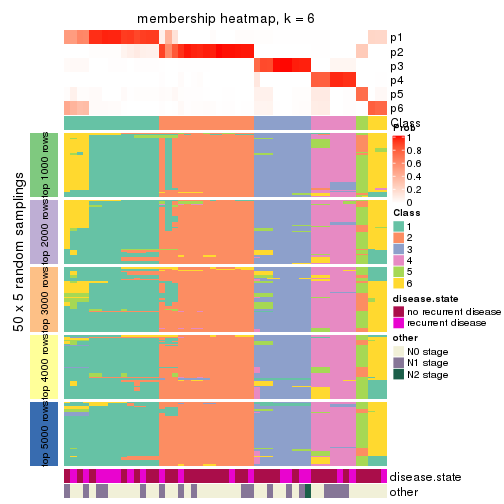 membership heatmap, k = 6
p1
p2
p3
p4
p5
p6
Class
Prob
1
0.8
0.6
0.4
0.2
0
Class
1
2
3
4
5
6
disease.state
no recurrent disease
recurrent disease
other
N0 stage
N1 stage
N2 stage
50 x 5 random samplings
top 1000 rows
top 2000 rows
top 3000 rows
top 4000 rows
top 5000 rows
disease.state
other